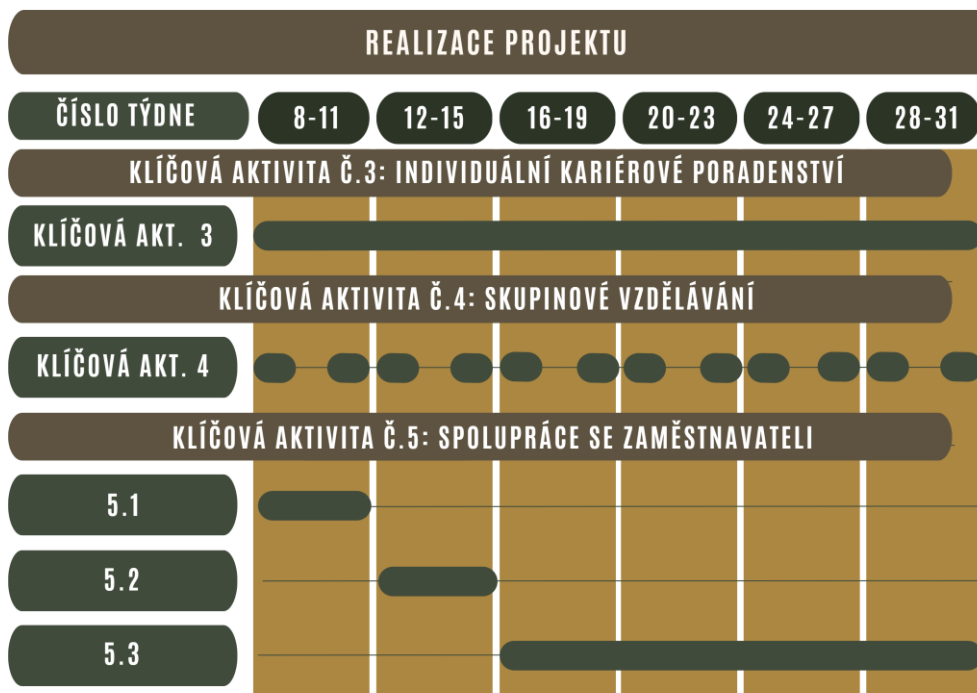 REALIZACE PROJEKTU
ČÍSLO TÝDNE 8-11 12-15 16-19 20-23 24-27 28-31
KLÍČOVÁ AKTIVITA Č.3: INDIVIDUÁLNÍ KARIÉROVÉ PORADENSTVÍ
KLÍČOVÁ AKT. 3
KLÍČOVÁ AKTIVITA Č.4: SKUPINOVÉ VZDĚLÁVÁNÍ
KLÍČOVÁ AKT. 4
KLÍČOVÁ AKTIVITA Č.5: SPOLUPRÁCE SE ZAMĚSTNAVATELI
5.1
5.2
5.3